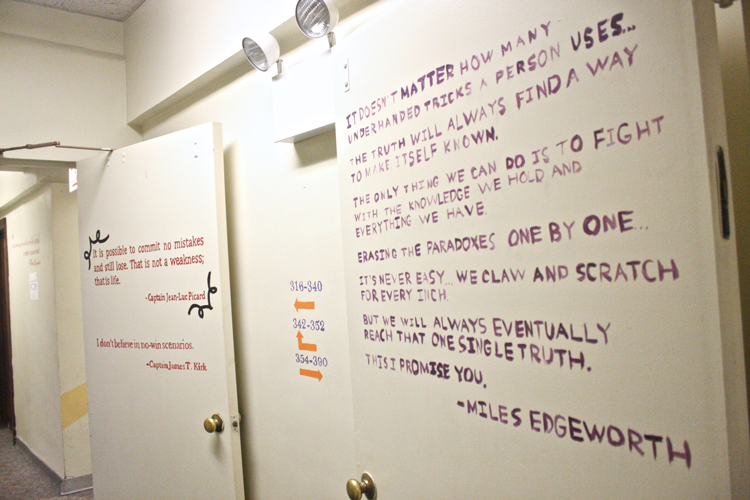 It is possible to commit no mistakes
and still lose. That is not a weakness;
that is life.
-Captain Jean-Luc Picard
I don't believe in no-win scenarios.
-Captain James T. Kirk
316-340
342-352
354-390
IT DOESN'T MATTER HOW MANY
UNDERHANDED TRICKS A PERSON USES...
THE TRUTH WILL ALWAYS FIND A WAY
TO MAKE ITSELF KNOWN.
THE ONLY THING WE CAN DO IS TO FIGHT
WITH THE KNOWLEDGE WE HOLD AND
EVERYTHING WE HAVE.
ERASING THE PARADOXES ONE BY ONE...
IT'S NEVER EASY... WE CLAW AND SCRATCH
FOR EVERY INCH.
BUT WE WILL ALWAYS EVENTUALLY
REACH THAT ONE SINGLE TRUTH.
THIS I PROMISE YOU.
-MILES EDGEWORTH